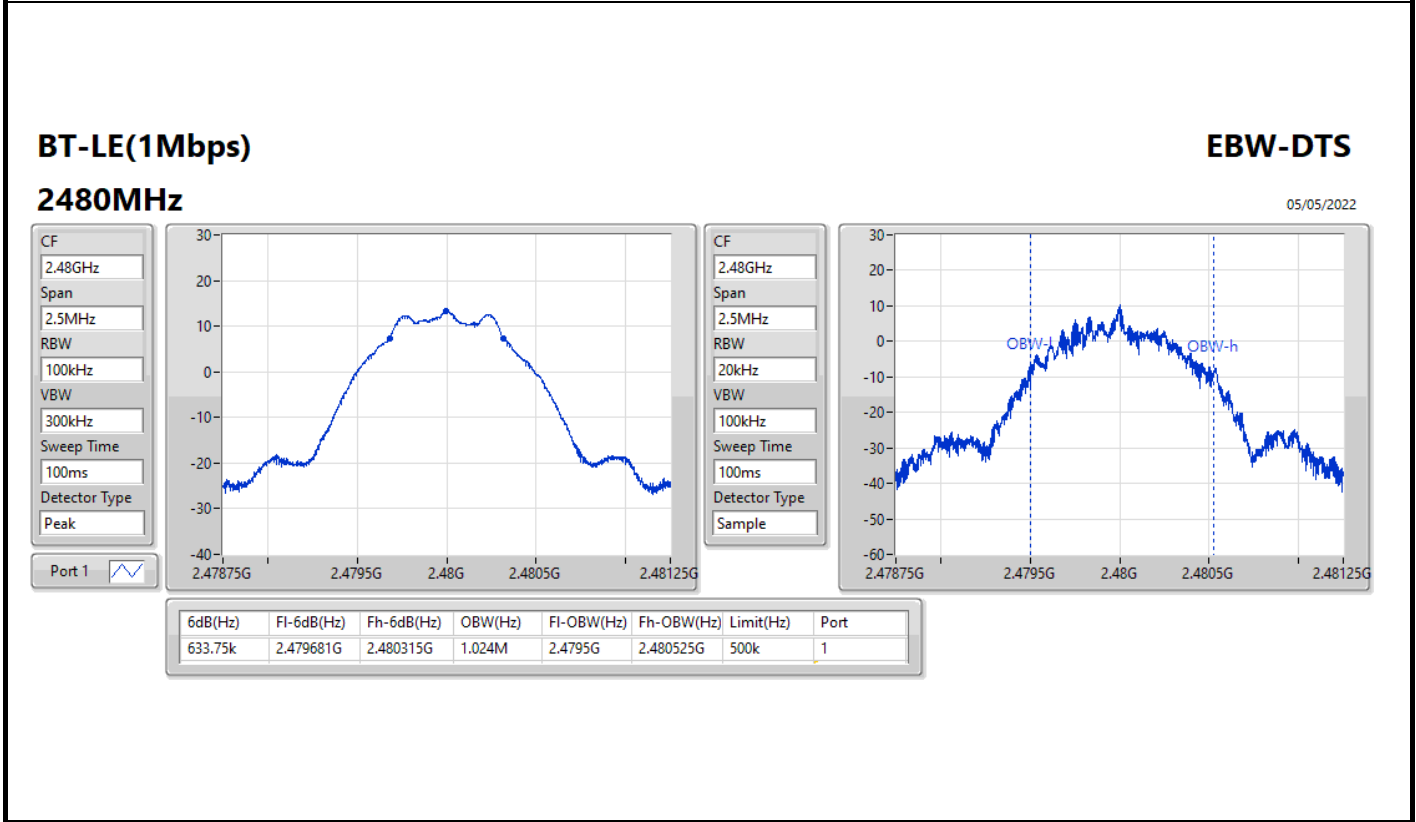 BT-LE(1Mbps)
EBW-DTS
2480MHz
05/05/2022
CF
2.48GHz
Span
2.5MHz
RBW
100kHz
VBW
300kHz
Sweep Time
100ms
Detector Type
Peak
Port 1
30
20
10
0
-10
-20
-30
-40
2.47875G 2.4795G 2.48G 2.4805G 2.48125G
CF
2.48GHz
Span
2.5MHz
RBW
20kHz
VBW
100kHz
Sweep Time
100ms
Detector Type
Sample
30
20
10
0
-10
-20
-30
-40
-50
-60
OBW-l
OBW-h
2.47875G 2.4795G 2.48G 2.4805G 2.48125G
6dB(Hz) Fl-6dB(Hz) Fh-6dB(Hz) OBW(Hz) Fl-OBW(Hz) Fh-OBW(Hz) Limit(Hz) Port
633.75k 2.479681G 2.480315G 1.024M 2.4795G 2.480525G 500k 1